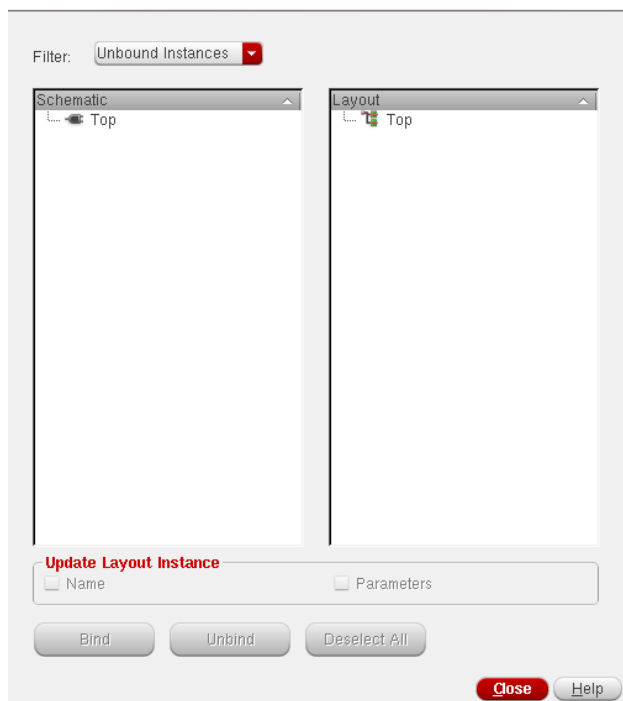 Filter: Unbound Instances
Schematic Layout
Top Top
Update Layout Instance
Name Parameters
Bind Unbind Deselect All
Close Help